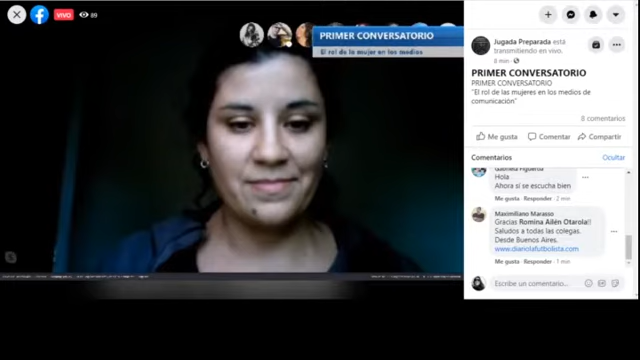 VIVO
89
PRIMER CONVERSATORIO
El rol de la mujer en los medios
Jugada Preparada está
transmitiendo en vivo.
8 min
PRIMER CONVERSATORIO
PRIMER CONVERSATORIO
"El rol de las mujeres en los medios de
comunicación"
8 comentarios
Me gusta
Comentar
Compartir
Comentarios
Ocultar
Gabriela Figueroa
Hola
Ahora sí se escucha bien
Me gusta · Responder · 2 min
Maximiliano Marasso
Gracias Romina Ailén Otarola!!
Saludos a todas las colegas.
Desde Buenos Aires.
www.diariolafutbolista.com
Me gusta · Responder · 1 min
Escribe un comentario...